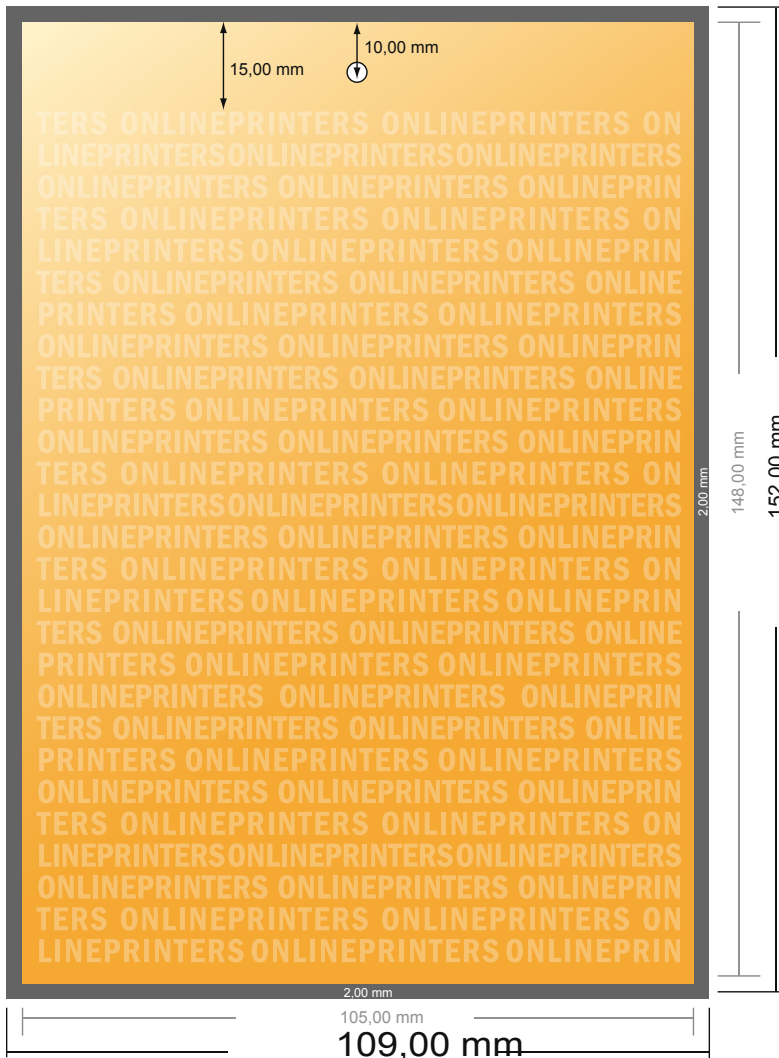 10,00 mm
15,00 mm
TERS ONLINEPRINTERS ONLINEPRINTERS ON
LINEPRINTERSONLINEPRINTERSONLINEPRINTERS
ONLINEPRINTERS ONLINEPRINTERS ONLINEPRIN
TERS ONLINEPRINTERS ONLINEPRINTERS ON
LINEPRINTERS ONLINEPRINTERS ONLINEPRIN
TERS ONLINEPRINTERS ONLINEPRINTERS ONLINE
PRINTERS ONLINEPRINTERS ONLINEPRINTERS
ONLINEPRINTERS ONLINEPRINTERS ONLINEPRIN
TERS ONLINEPRINTERS ONLINEPRINTERS ONLINE
PRINTERS ONLINEPRINTERS ONLINEPRINTERS
ONLINEPRINTERS ONLINEPRINTERS ONLINEPRIN
TERS ONLINEPRINTERS ONLINEPRINTERS ON
LINEPRINTERSONLINEPRINTERSONLINEPRINTERS
ONLINEPRINTERS ONLINEPRINTERS ONLINEPRIN
TERS ONLINEPRINTERS ONLINEPRINTERS ON
LINEPRINTERS ONLINEPRINTERS ONLINEPRIN
TERS ONLINEPRINTERS ONLINEPRINTERS ONLINE
PRINTERS ONLINEPRINTERS ONLINEPRINTERS
ONLINEPRINTERS ONLINEPRINTERS ONLINEPRIN
TERS ONLINEPRINTERS ONLINEPRINTERS ONLINE
PRINTERS ONLINEPRINTERS ONLINEPRINTERS
ONLINEPRINTERS ONLINEPRINTERS ONLINEPRIN
TERS ONLINEPRINTERS ONLINEPRINTERS ON
LINEPRINTERSONLINEPRINTERSONLINEPRINTERS
ONLINEPRINTERS ONLINEPRINTERS ONLINEPRIN
TERS ONLINEPRINTERS ONLINEPRINTERS ON
LINEPRINTERS ONLINEPRINTERS ONLINEPRIN
2,00 mm
148,00 mm
152,00 mm
2,00 mm
105,00 mm
109,00 mm